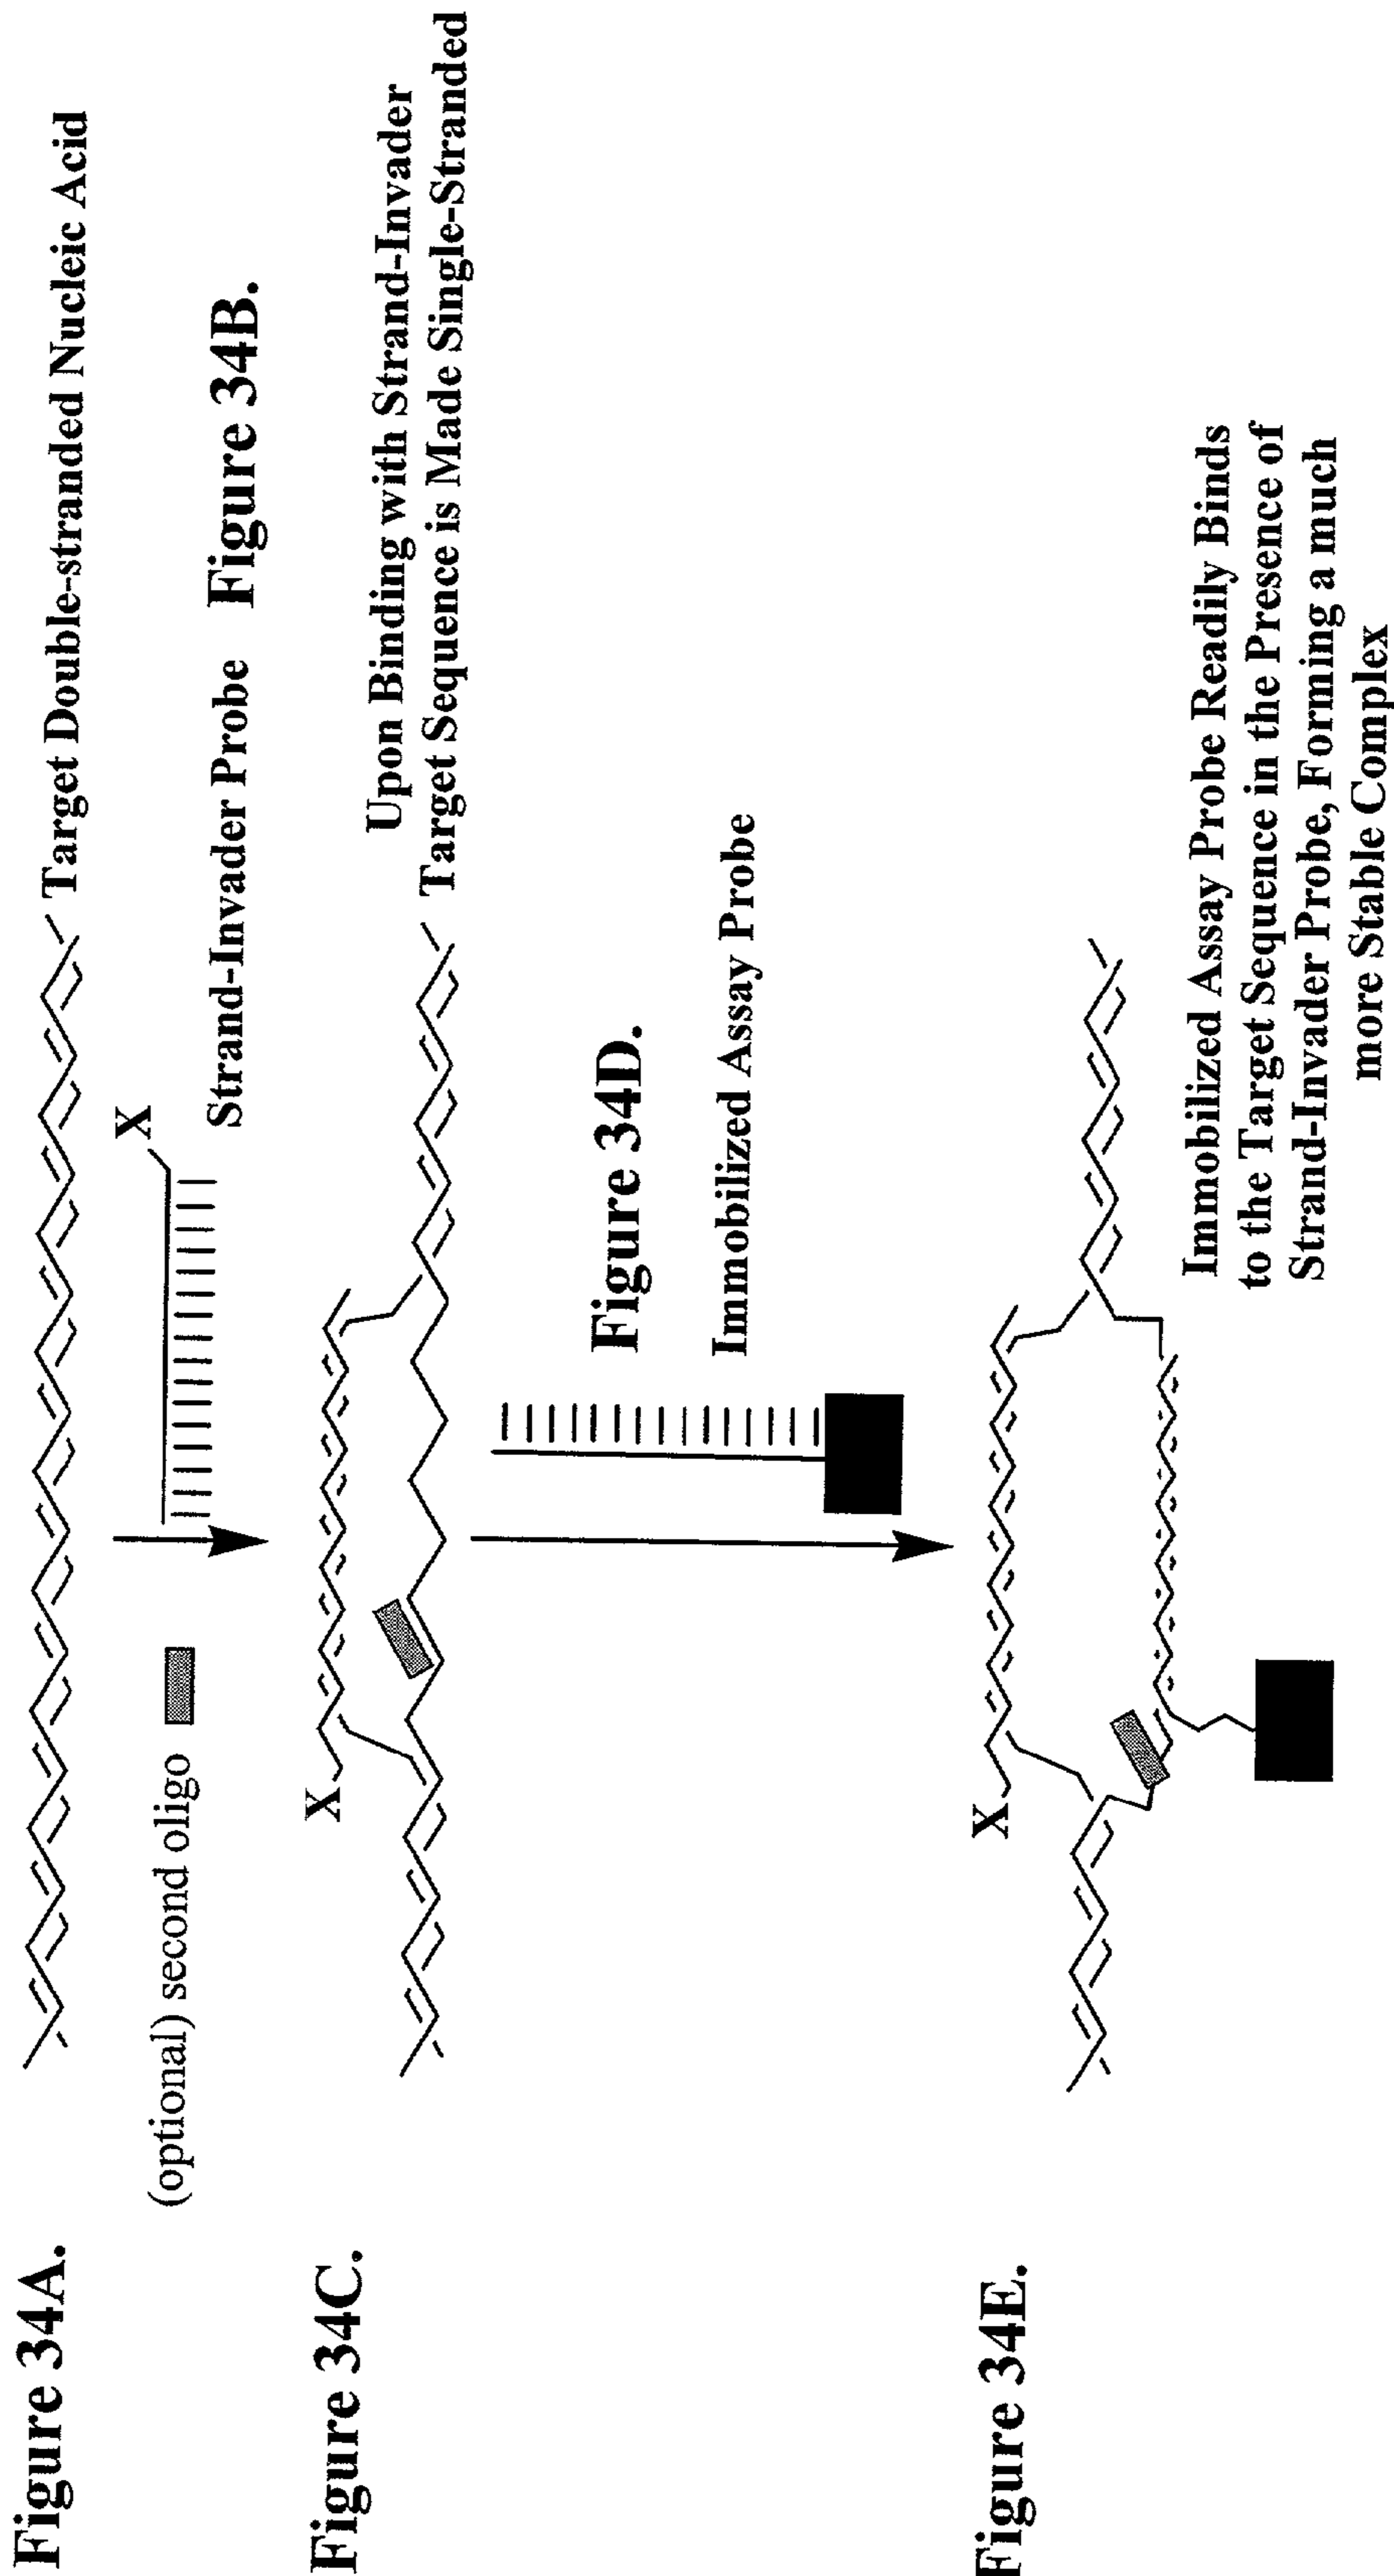 Figure 34A.
Target Double-stranded Nucleic Acid
(optional) second oligo
X
Strand-Invader Probe
Figure 34B.
Figure 34C.
X
Upon Binding with Strand-Invader
Target Sequence is Made Single-Stranded
Figure 34D.
Immobilized Assay Probe
Figure 34E.
X
Immobilized Assay Probe Readily Binds
to the Target Sequence in the Presence of
Strand-Invader Probe, Forming a much
more Stable Complex